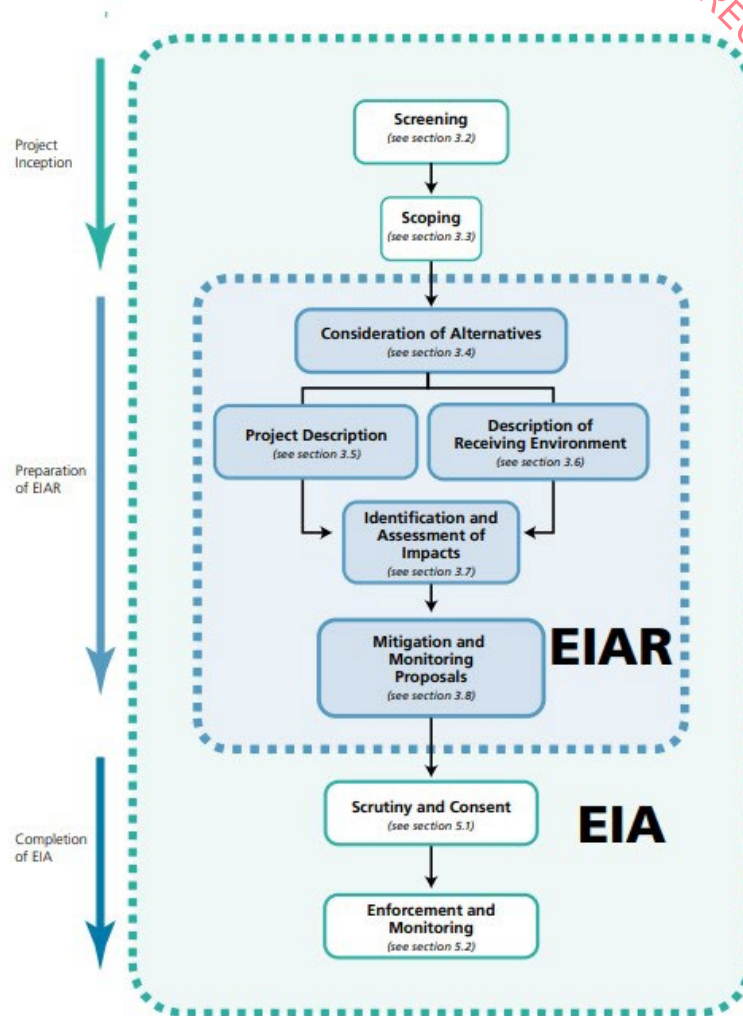 Project
Inception
Screening
(see section 3.2)
Scoping
(see section 3.3)
Preparation
of EIAR
Consideration of Alternatives
(see section 3.4)
Project Description
(see section 3.5)
Description of
Receiving Environment
(see section 3.6)
Identification and
Assessment of
Impacts
(see section 3.7)
Mitigation and
Monitoring
Proposals
(see section 3.8)
EIAR
Completion
of EIA
Scrutiny and Consent
(see section 5.1)
EIA
Enforcement and
Monitoring
(see section 5.2)